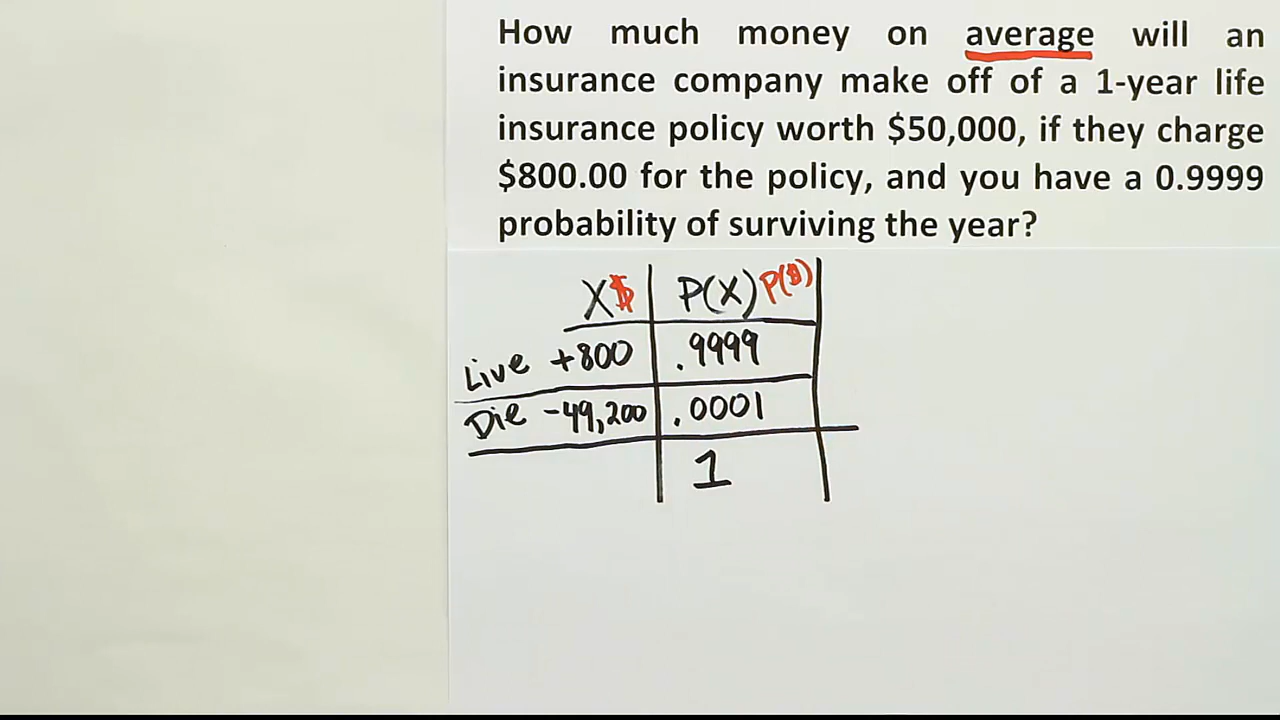 How much money on average will an
insurance company make off of a 1-year life
insurance policy worth $50,000, if they charge
$800.00 for the policy, and you have a 0.9999
probability of surviving the year?
X $ P(X) P($)
Live +800 .9999
Die -49,200 .0001
1